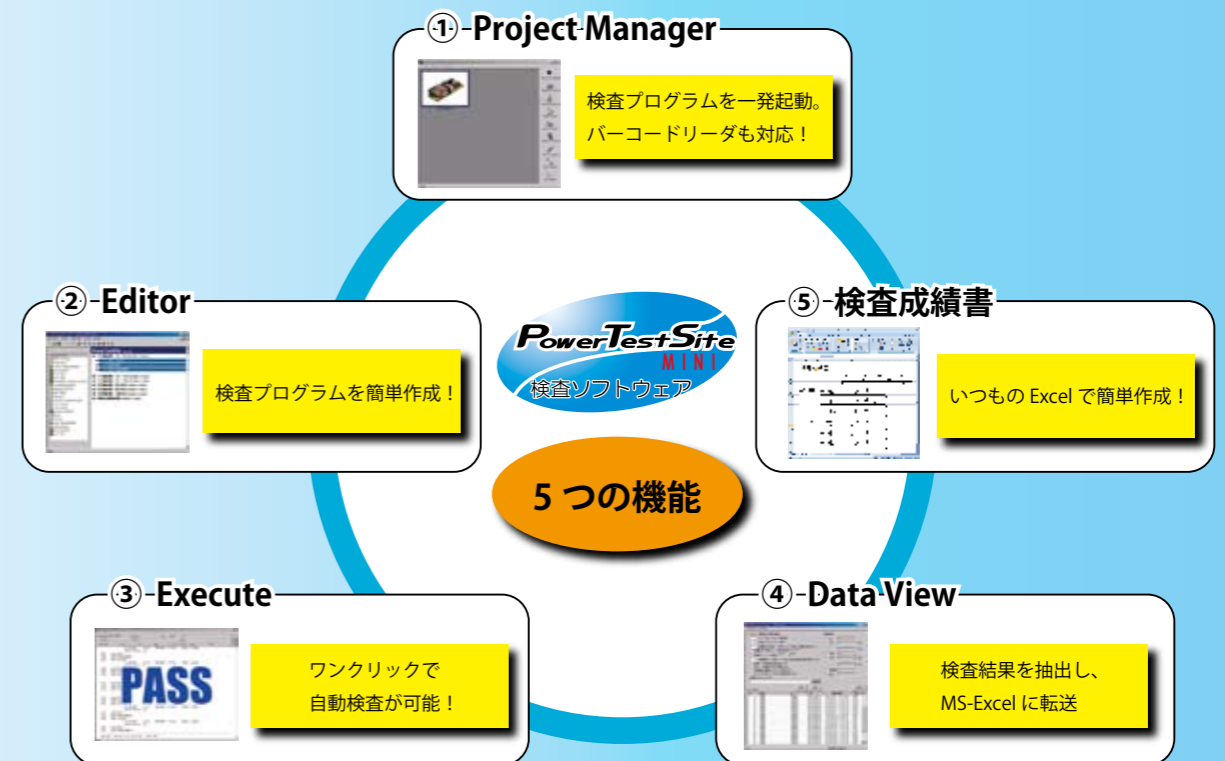 ① Project Manager
検査プログラムを一発起動。
バーコードリーダも対応！
② Editor
検査プログラムを簡単作成！
PowerTestSite
MINI
検査ソフトウェア
5 つの機能
⑤ 検査成績書
いつもの Excel で簡単作成！
③ Execute
PASS
ワンクリックで
自動検査が可能！
④ Data View
検査結果を抽出し、
MS-Excel に転送